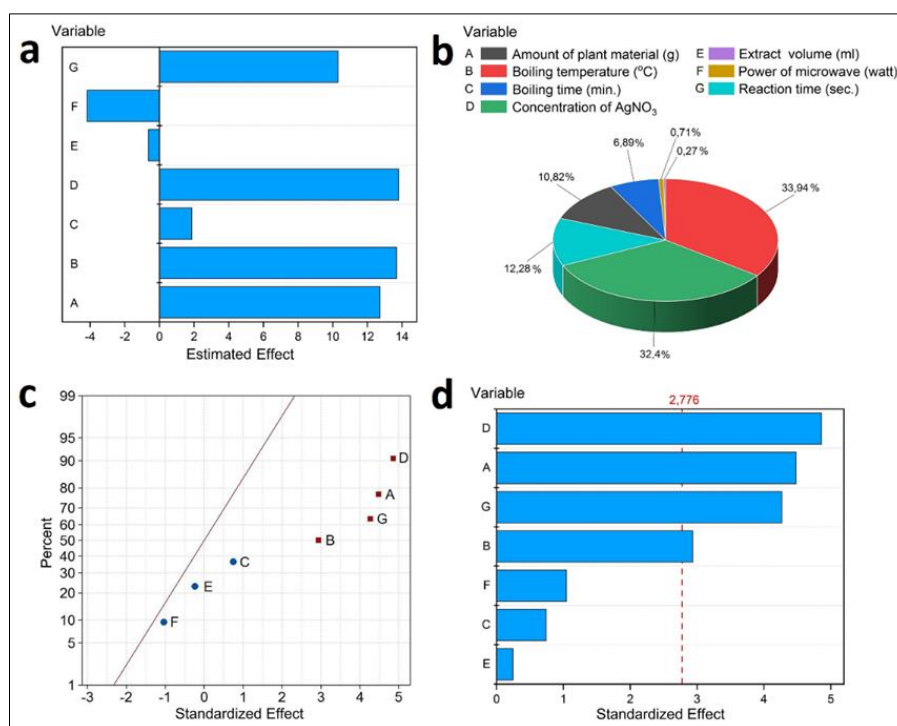 a
Variable
G
F
E
D
C
B
A
-4 -2 0 2 4 6 8 10 12 14
Estimated Effect
b
Variable
A Amount of plant material (g)
B Boiling temperature (°C)
C Boiling time (min.)
D Concentration of AgNO₃
E Extract volume (ml)
F Power of microwave (watt)
G Reaction time (sec.)
0,71%
6,89%
0,27%
10,82%
33,94%
12,28%
32,4%
c
99
95
90
80
70
60
50
40
30
20
10
5
1
Percent
D
A
G
B
C
E
F
-3 -2 -1 0 1 2 3 4 5
Standardized Effect
d
Variable
2,776
D
A
G
B
F
C
E
0 1 2 3 4 5
Standardized Effect